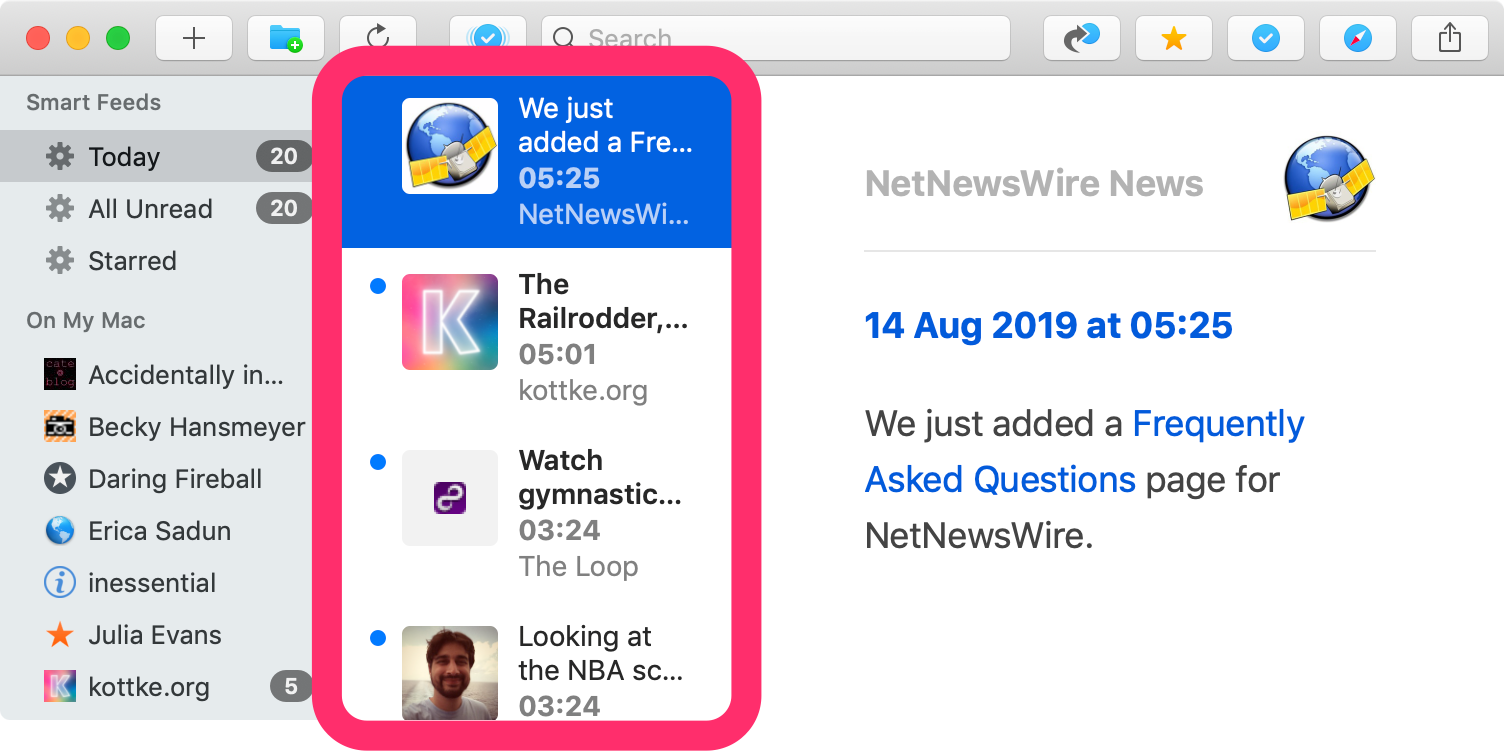 Search
Smart Feeds
Today 20
All Unread 20
Starred
On My Mac
cate
blog
Accidentally in...
Becky Hansmeyer
Daring Fireball
Erica Sadun
i
inessential
Julia Evans
K
kottke.org 5
We just
added a Fre...
05:25
NetNewsWi...
K
The
Railrodder,...
05:01
kottke.org
Watch
gymnastic...
03:24
The Loop
Looking at
the NBA sc...
03:24
NetNewsWire News
14 Aug 2019 at 05:25
We just added a Frequently
Asked Questions page for
NetNewsWire.